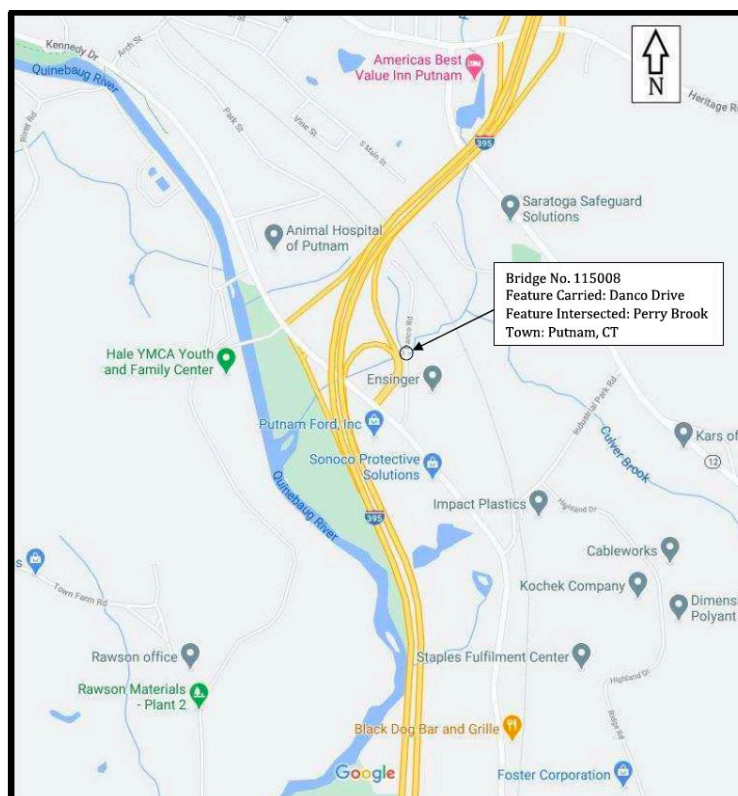 Kennedy Dr
Arch St
Quinebaug River
River Rd
Park St
Vine St
S Main St
Americas Best
Value Inn Putnam
N
Heritage R
395
Saratoga Safeguard
Solutions
Animal Hospital
of Putnam
Bridge No. 115008
Feature Carried: Danco Drive
Feature Intersected: Perry Brook
Town: Putnam, CT
Danco Rd
Hale YMCA Youth
and Family Center
Ensinger
Industrial Park Rd
Putnam Ford, Inc
Kars of
12
Culver Brook
Sonoco Protective
Solutions
Quinebaug River
Impact Plastics
Highland Dr
395
Cableworks
s
Town Farm Rd
Kochek Company
Dimensi
Polyant
Rawson office
Staples Fulfilment Center
Highland Dr
Rawson Materials
- Plant 2
Ridge Rd
Black Dog Bar and Grille
Google
Foster Corporation